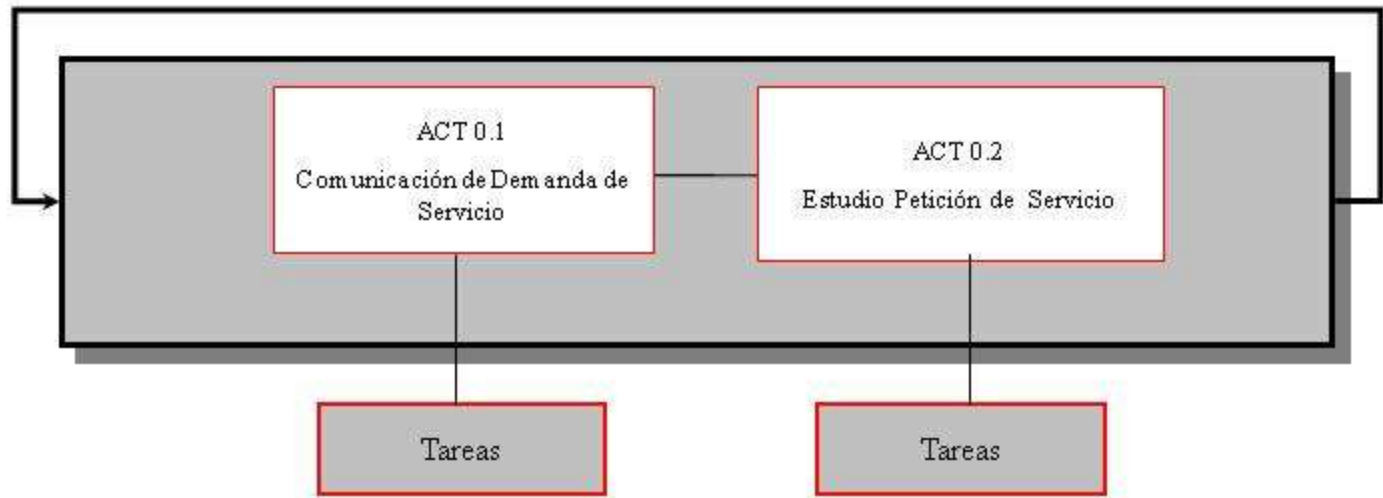 ACT 0.1
Comunicación de Demanda de
Servicio
ACT 0.2
Estudio Petición de Servicio
Tareas
Tareas